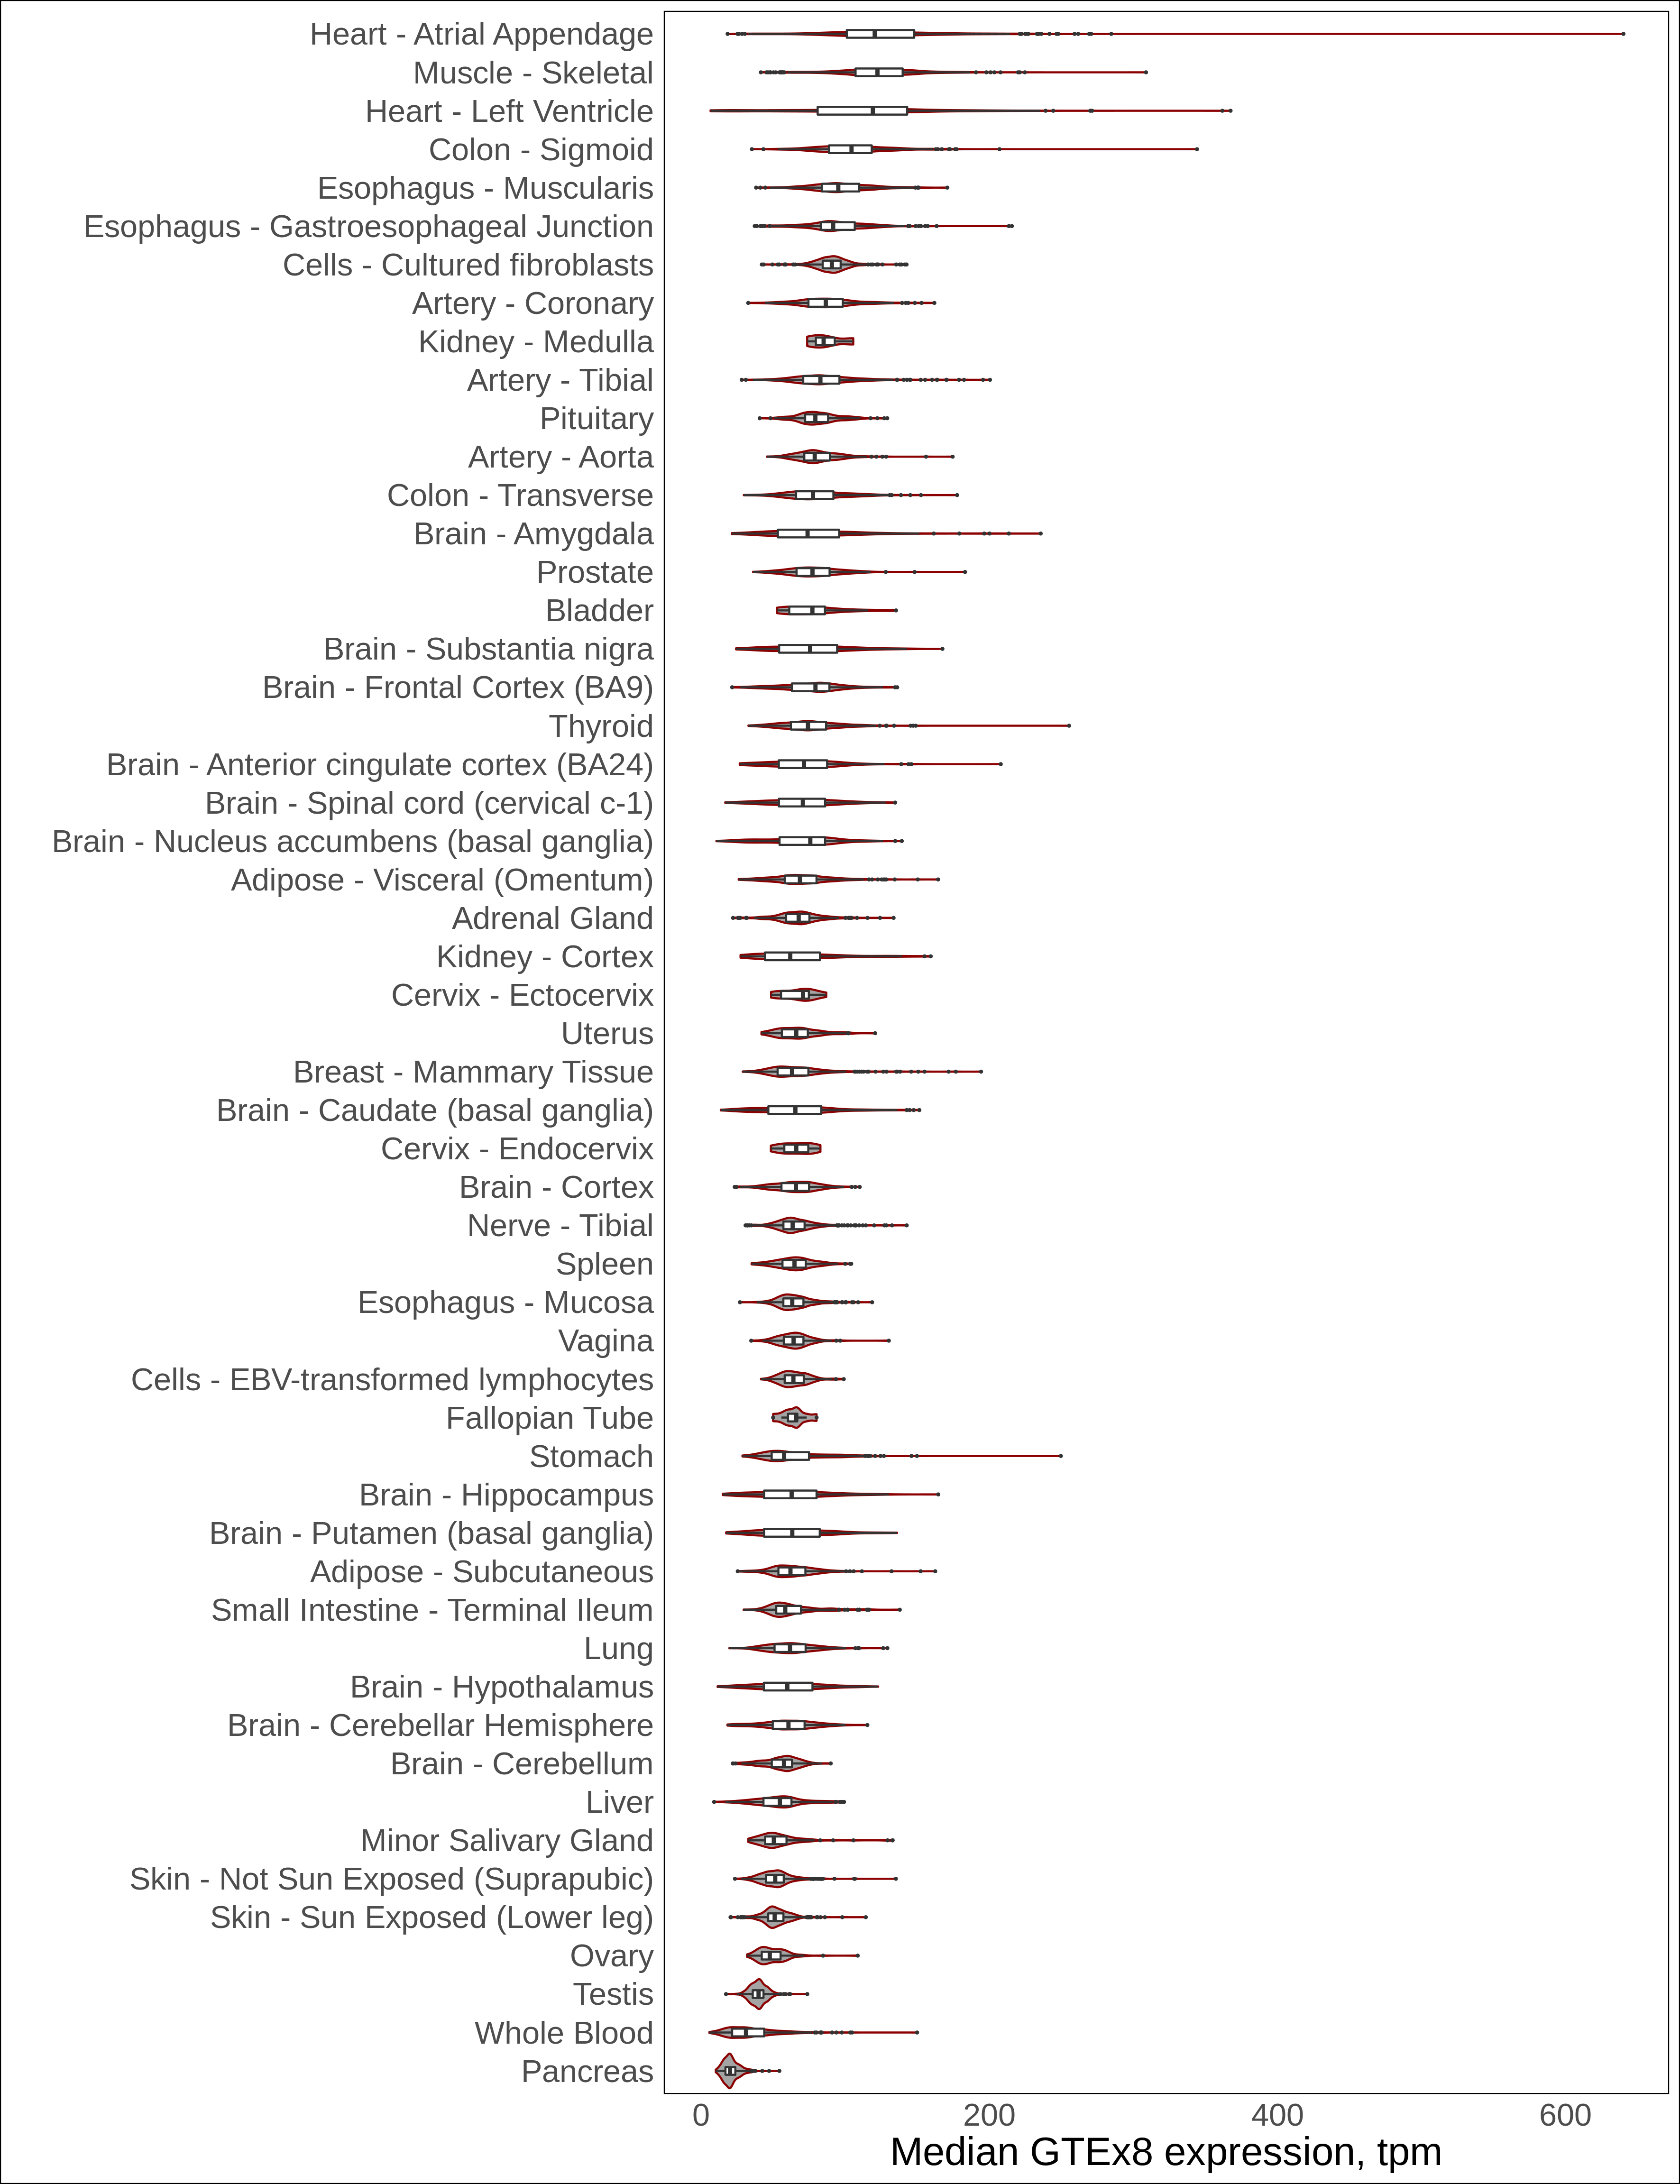 Heart - Atrial Appendage
Muscle - Skeletal
Heart - Left Ventricle
Colon - Sigmoid
Esophagus - Muscularis
Esophagus - Gastroesophageal Junction
Cells - Cultured fibroblasts
Artery - Coronary
Kidney - Medulla
Artery - Tibial
Pituitary
Artery - Aorta
Colon - Transverse
Brain - Amygdala
Prostate
Bladder
Brain - Substantia nigra
Brain - Frontal Cortex (BA9)
Thyroid
Brain - Anterior cingulate cortex (BA24)
Brain - Spinal cord (cervical c-1)
Brain - Nucleus accumbens (basal ganglia)
Adipose - Visceral (Omentum)
Adrenal Gland
Kidney - Cortex
Cervix - Ectocervix
Uterus
Breast - Mammary Tissue
Brain - Caudate (basal ganglia)
Cervix - Endocervix
Brain - Cortex
Nerve - Tibial
Spleen
Esophagus - Mucosa
Vagina
Cells - EBV-transformed lymphocytes
Fallopian Tube
Stomach
Brain - Hippocampus
Brain - Putamen (basal ganglia)
Adipose - Subcutaneous
Small Intestine - Terminal Ileum
Lung
Brain - Hypothalamus
Brain - Cerebellar Hemisphere
Brain - Cerebellum
Liver
Minor Salivary Gland
Skin - Not Sun Exposed (Suprapubic)
Skin - Sun Exposed (Lower leg)
Ovary
Testis
Whole Blood
Pancreas
0 200 400 600
Median GTEx8 expression, tpm